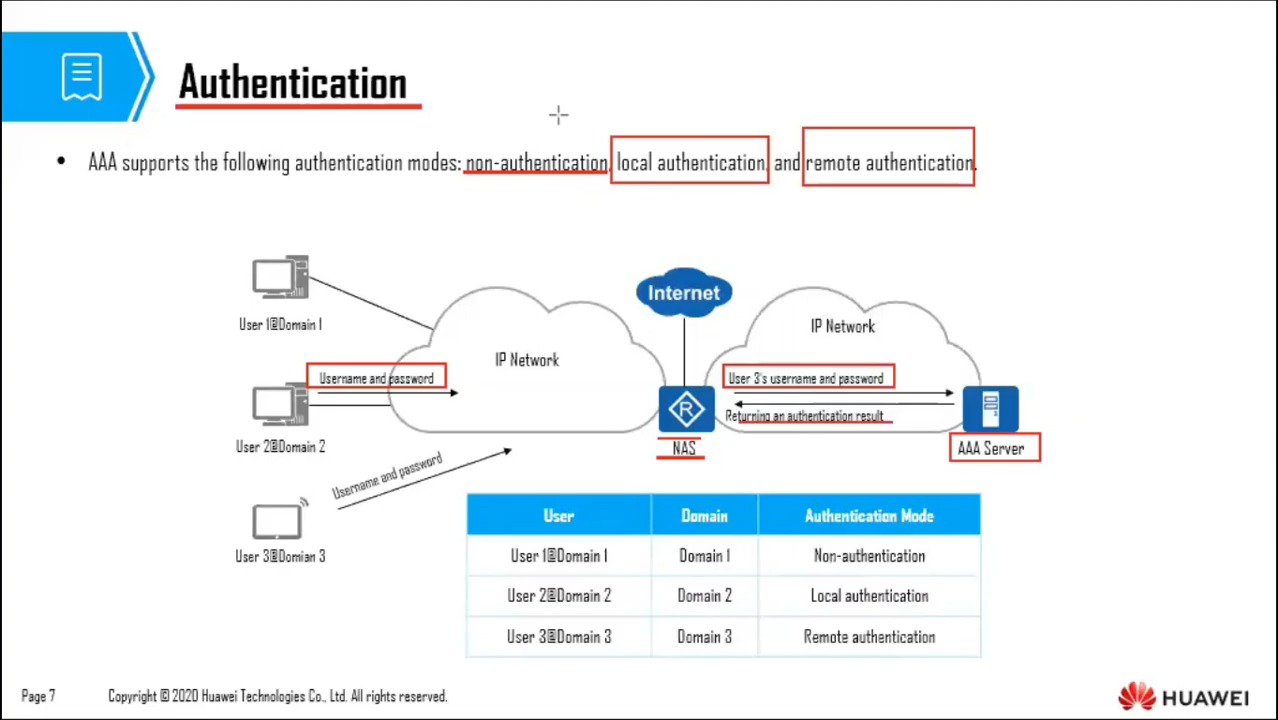 Authentication
• AAA supports the following authentication modes: non-authentication, local authentication, and remote authentication.
Internet
IP Network
User 1@Domain 1
IP Network
Username and password
User 3's username and password
Returning an authentication result
User 2@Domain 2
NAS
AAA Server
Username and password
User 3@Domian 3
User Domain Authentication Mode
User 1@Domain 1 Domain 1 Non-authentication
User 2@Domain 2 Domain 2 Local authentication
User 3@Domain 3 Domain 3 Remote authentication
Page 7 Copyright © 2020 Huawei Technologies Co., Ltd. All rights reserved.
HUAWEI